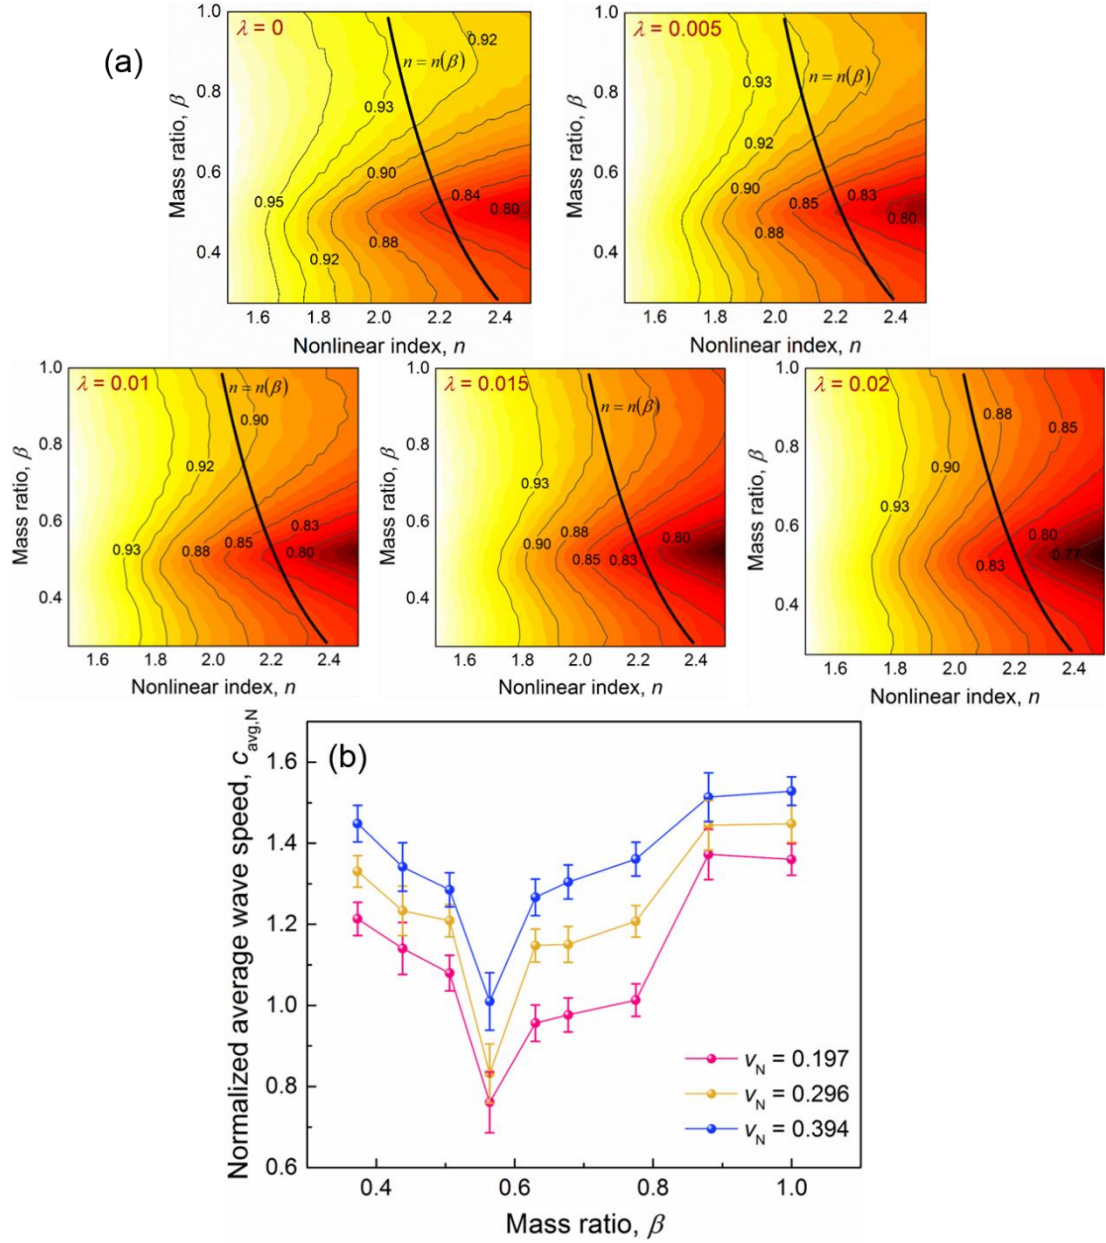 (a)
λ = 0
n = n(β)
0.92
0.93
0.90
0.95
0.84
0.80
0.88
0.92
1.0
0.8
0.6
0.4
Mass ratio, β
1.6 1.8 2.0 2.2 2.4
Nonlinear index, n
λ = 0.005
n = n(β)
0.93
0.92
0.90
0.85
0.83
0.80
0.88
1.0
0.8
0.6
0.4
Mass ratio, β
1.6 1.8 2.0 2.2 2.4
Nonlinear index, n
λ = 0.01
n = n(β)
0.90
0.92
0.93
0.88
0.85
0.83
0.80
1.0
0.8
0.6
0.4
Mass ratio, β
1.6 1.8 2.0 2.2 2.4
Nonlinear index, n
λ = 0.015
n = n(β)
0.93
0.90
0.88
0.85
0.83
0.80
1.0
0.8
0.6
0.4
Mass ratio, β
1.6 1.8 2.0 2.2 2.4
Nonlinear index, n
λ = 0.02
0.88
0.85
0.90
0.93
0.80
0.83
0.77
1.0
0.8
0.6
0.4
Mass ratio, β
1.6 1.8 2.0 2.2 2.4
Nonlinear index, n
(b)
Normalized average wave speed, c avg,N
1.6
1.4
1.2
1.0
0.8
0.6
v N = 0.197
v N = 0.296
v N = 0.394
0.4 0.6 0.8 1.0
Mass ratio, β